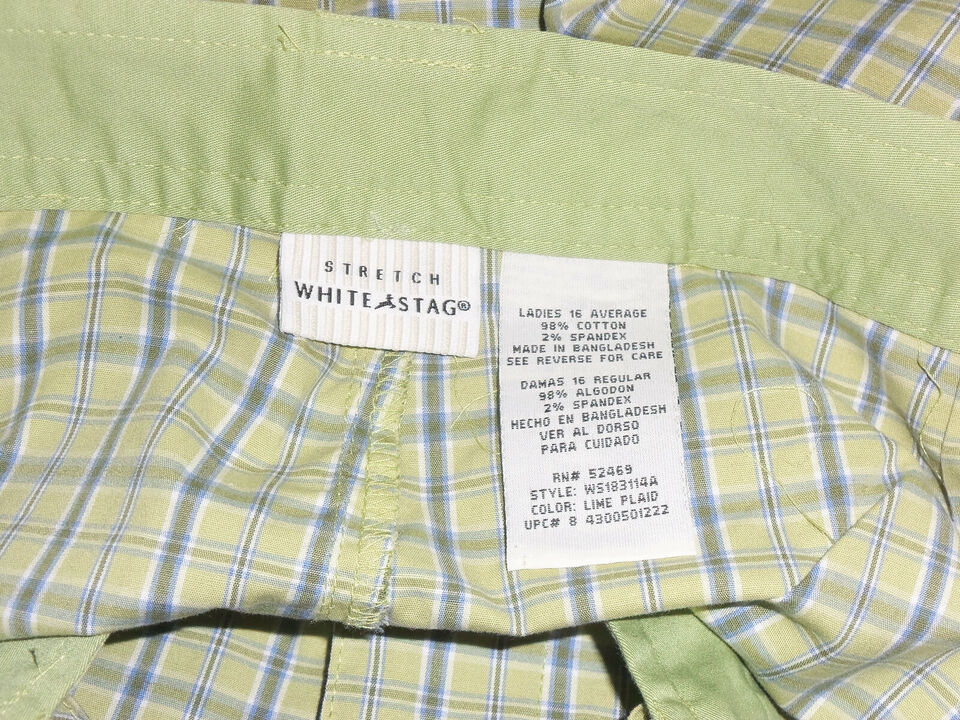 STRETCH
WHITE STAG®
LADIES 16 AVERAGE
98% COTTON
2% SPANDEX
MADE IN BANGLADESH
SEE REVERSE FOR CARE
DAMAS 16 REGULAR
98% ALGODON
2% SPANDEX
HECHO EN BANGLADESH
VER AL DORSO
PARA CUIDADO
RN# 52469
STYLE: WS183114A
COLOR: LIME PLAID
UPC# 8 4300501222